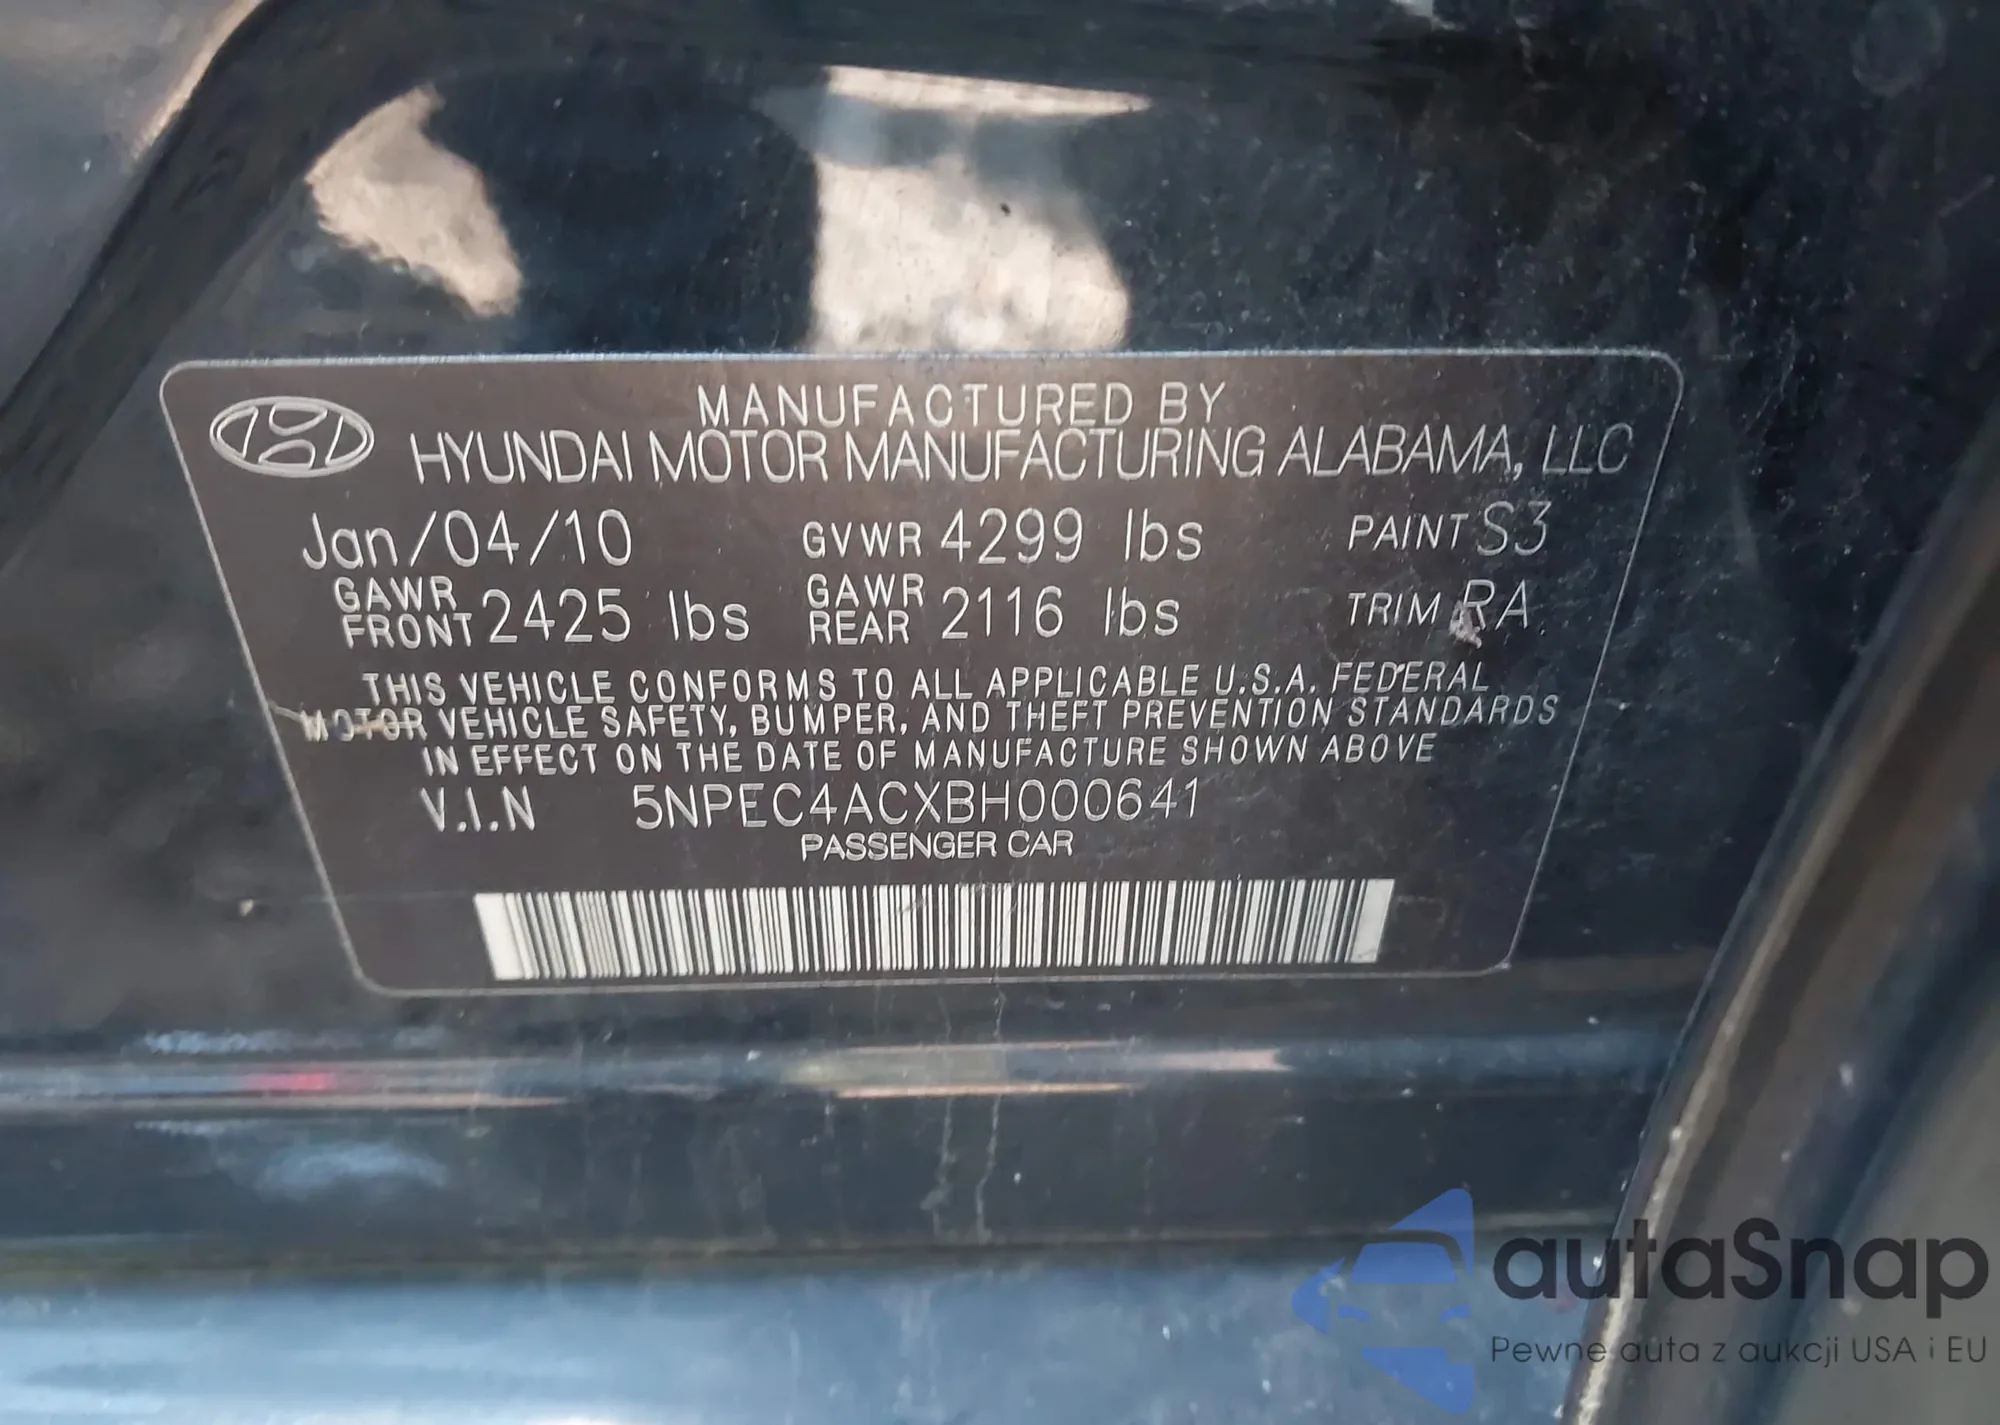 MANUFACTURED BY
HYUNDAI MOTOR MANUFACTURING ALABAMA, LLC
Jan/04/10 GVWR 4299 lbs PAINT S3
GAWR FRONT 2425 lbs GAWR REAR 2116 lbs TRIM RA
THIS VEHICLE CONFORMS TO ALL APPLICABLE U.S.A. FEDERAL
MOTOR VEHICLE SAFETY, BUMPER, AND THEFT PREVENTION STANDARDS
IN EFFECT ON THE DATE OF MANUFACTURE SHOWN ABOVE
V.I.N 5NPEC4ACXBH000641
PASSENGER CAR
autaSnap
Pewne auta z aukcji USA i EU